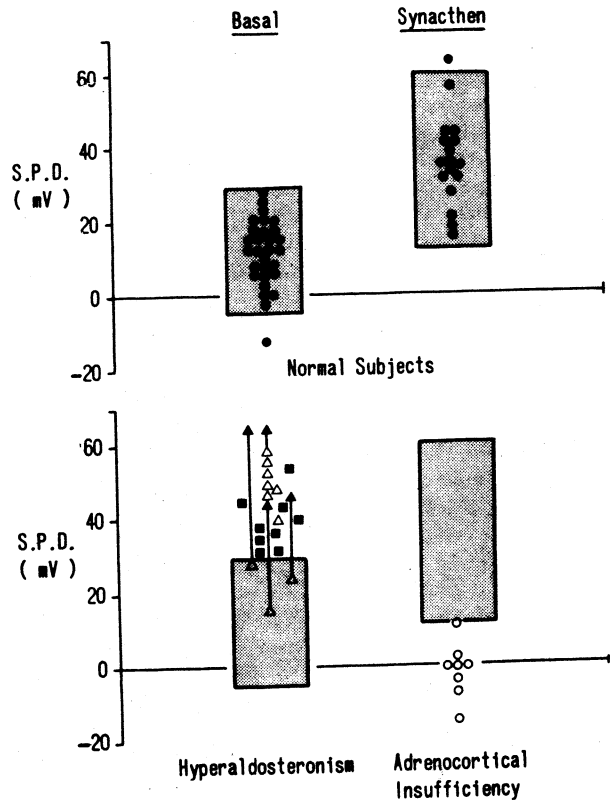 Basal
Synacthen
60
40
S.P.D.
( mV )
20
0
-20
Normal Subjects
60
40
S.P.D.
( mV )
20
0
-20
Hyperaldosteronism
Adrenocortical
Insufficiency